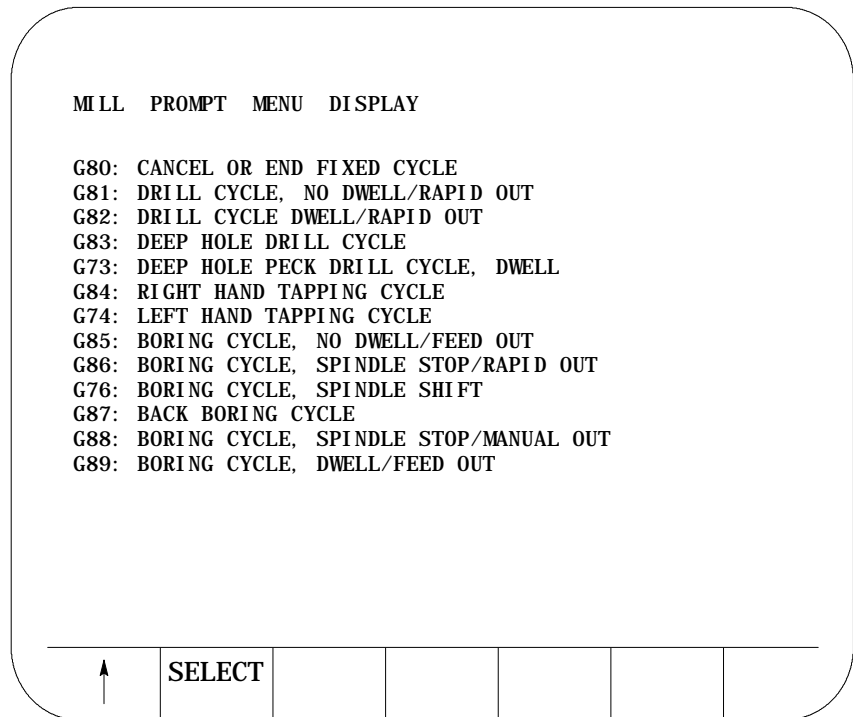 MILL PROMPT MENU DISPLAY
G80: CANCEL OR END FIXED CYCLE
G81: DRILL CYCLE, NO DWELL/RAPID OUT
G82: DRILL CYCLE DWELL/RAPID OUT
G83: DEEP HOLE DRILL CYCLE
G73: DEEP HOLE PECK DRILL CYCLE, DWELL
G84: RIGHT HAND TAPPING CYCLE
G74: LEFT HAND TAPPING CYCLE
G85: BORING CYCLE, NO DWELL/FEED OUT
G86: BORING CYCLE, SPINDLE STOP/RAPID OUT
G76: BORING CYCLE, SPINDLE SHIFT
G87: BACK BORING CYCLE
G88: BORING CYCLE, SPINDLE STOP/MANUAL OUT
G89: BORING CYCLE, DWELL/FEED OUT
SELECT